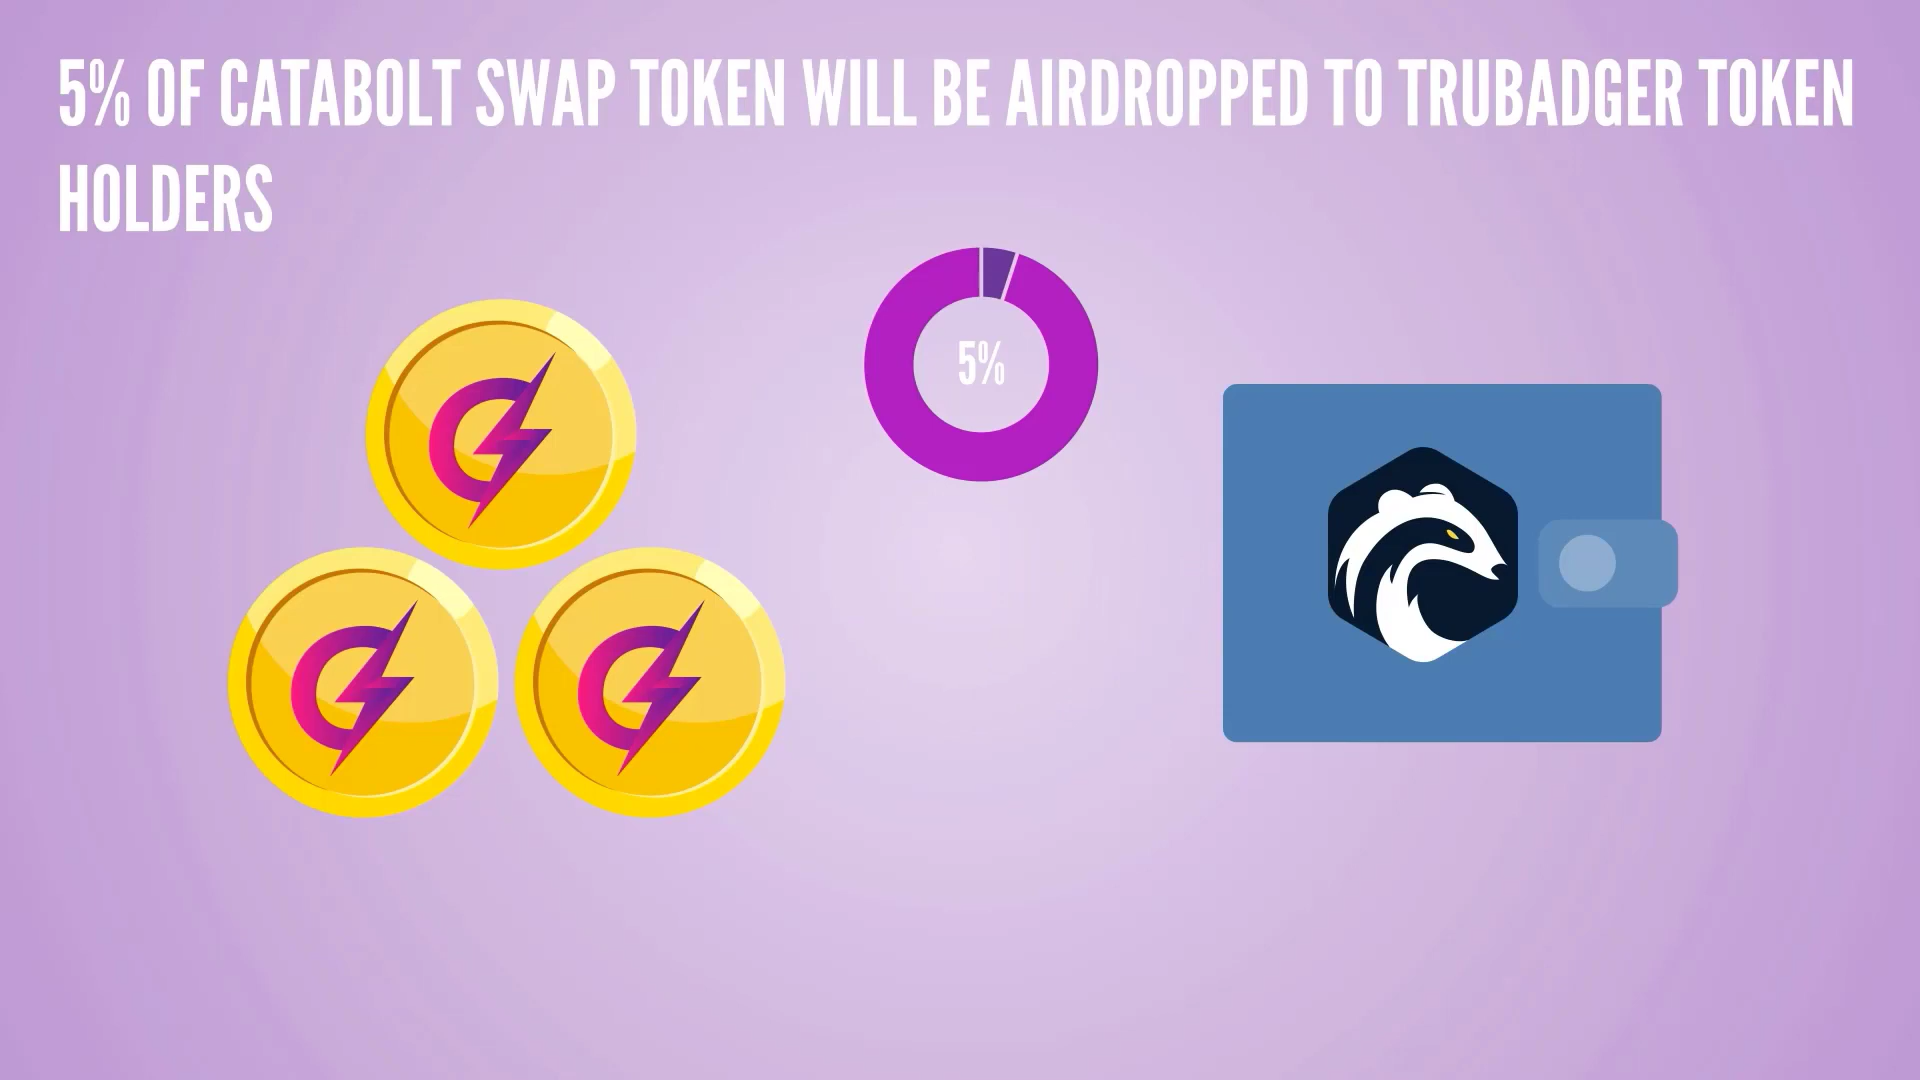 5% OF CATABOLT SWAP TOKEN WILL BE AIRDROPPED TO TRUBADGER TOKEN
HOLDERS
5%